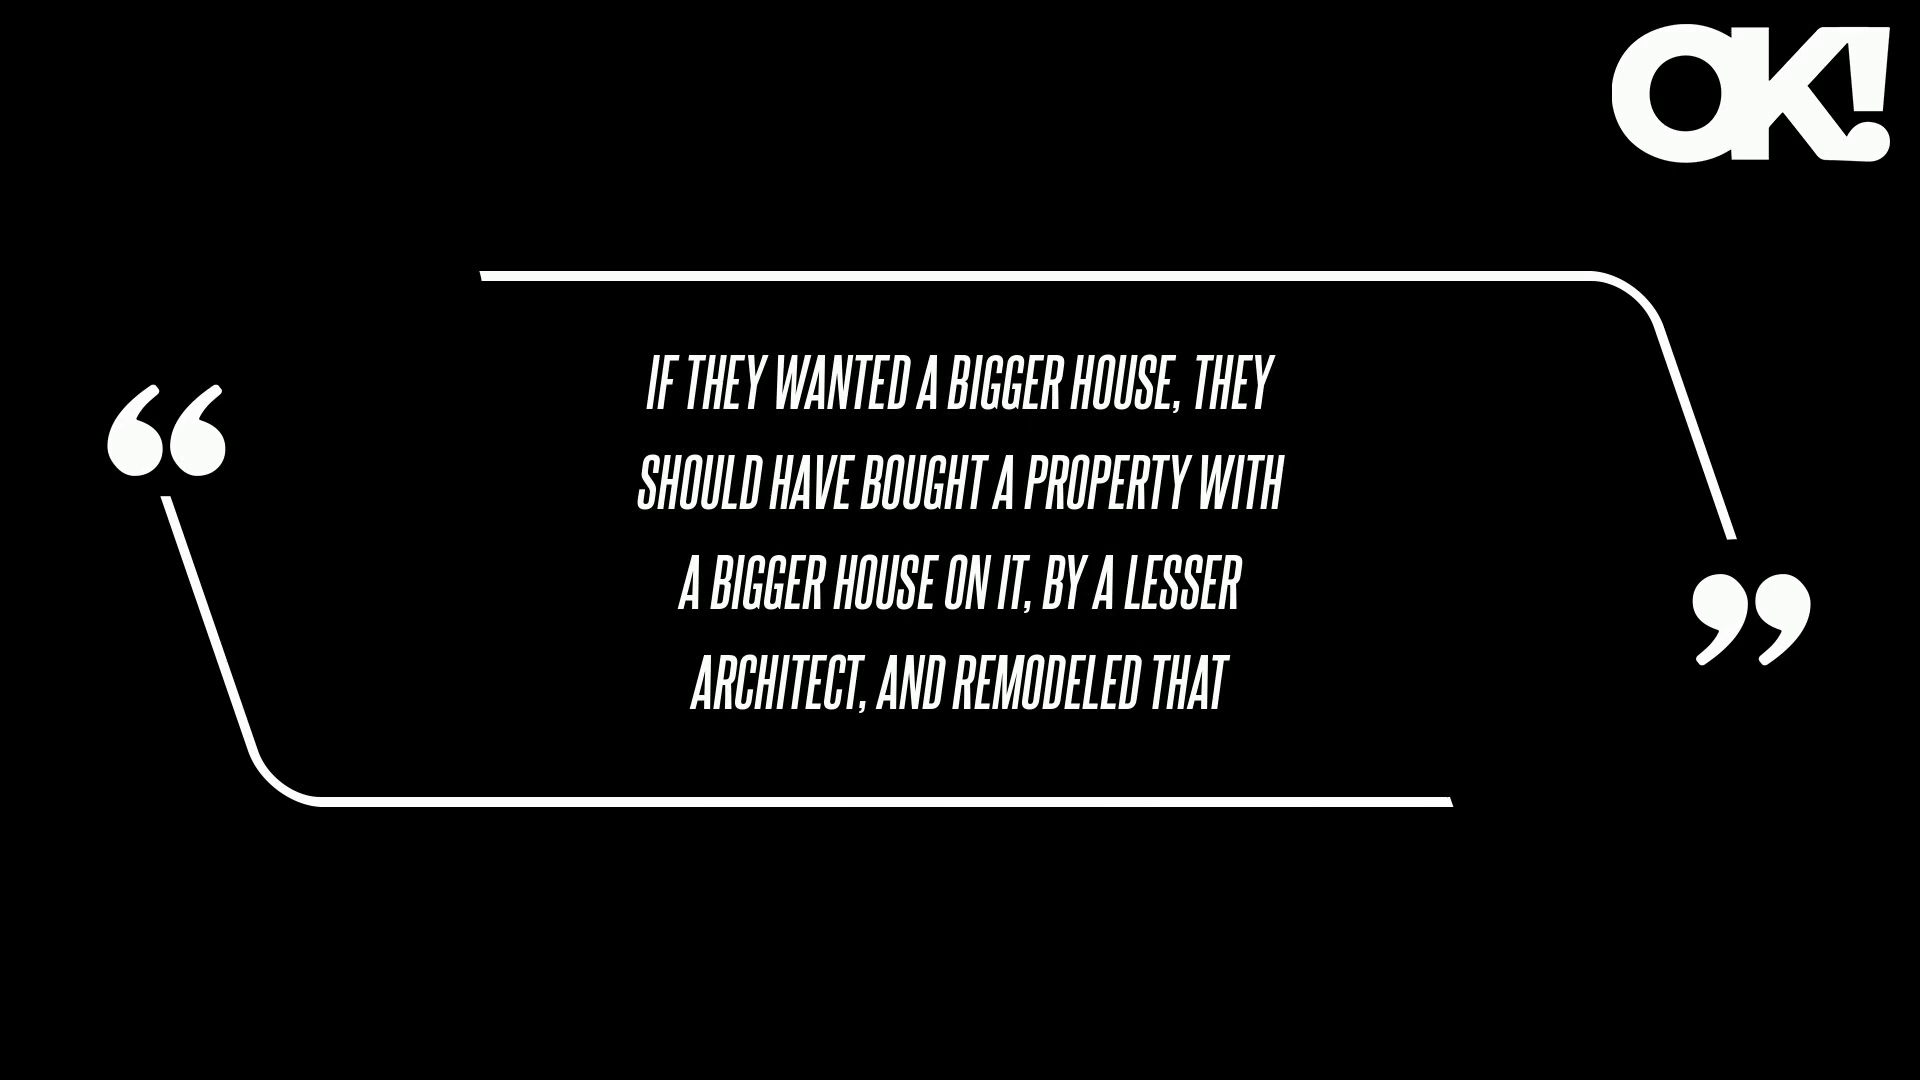 OK!
“
IF THEY WANTED A BIGGER HOUSE, THEY
SHOULD HAVE BOUGHT A PROPERTY WITH
A BIGGER HOUSE ON IT, BY A LESSER
ARCHITECT, AND REMODELED THAT
”